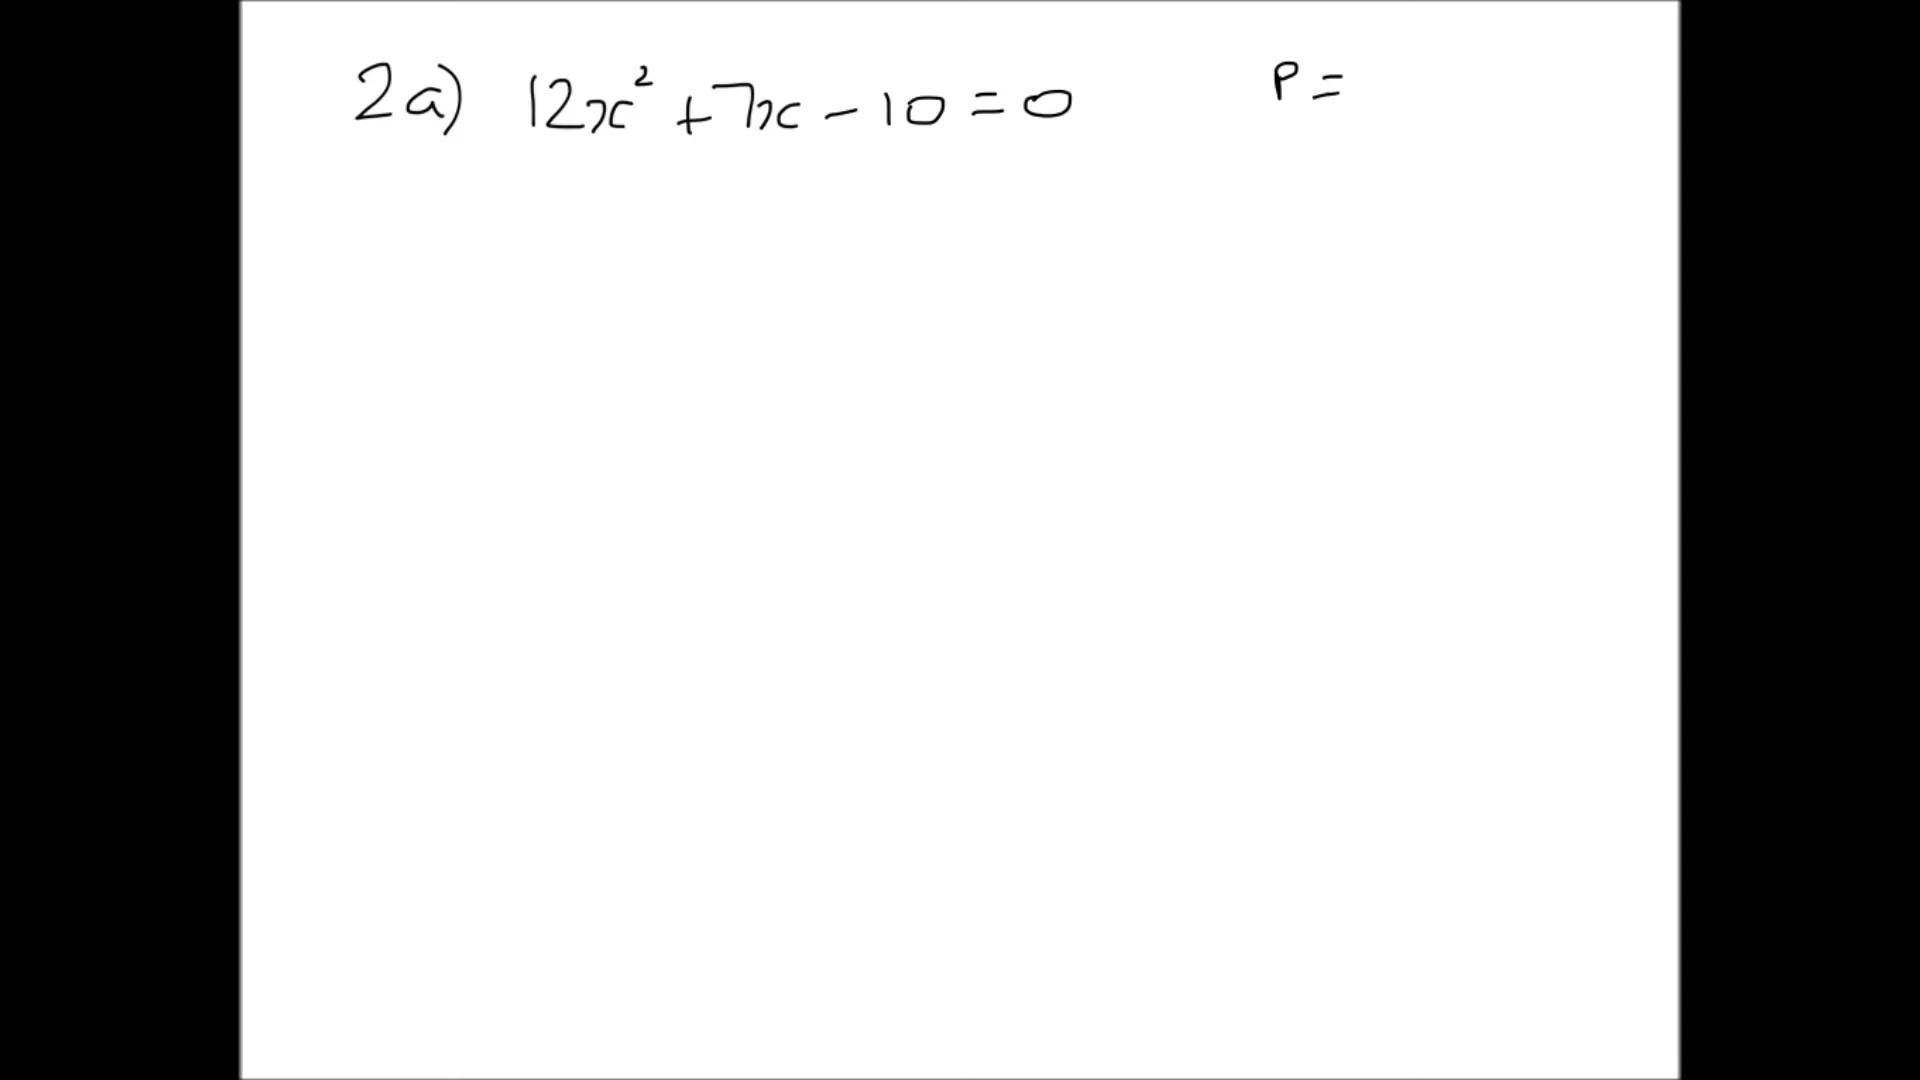 2a) 12x² + 7x - 10 = 0 P =